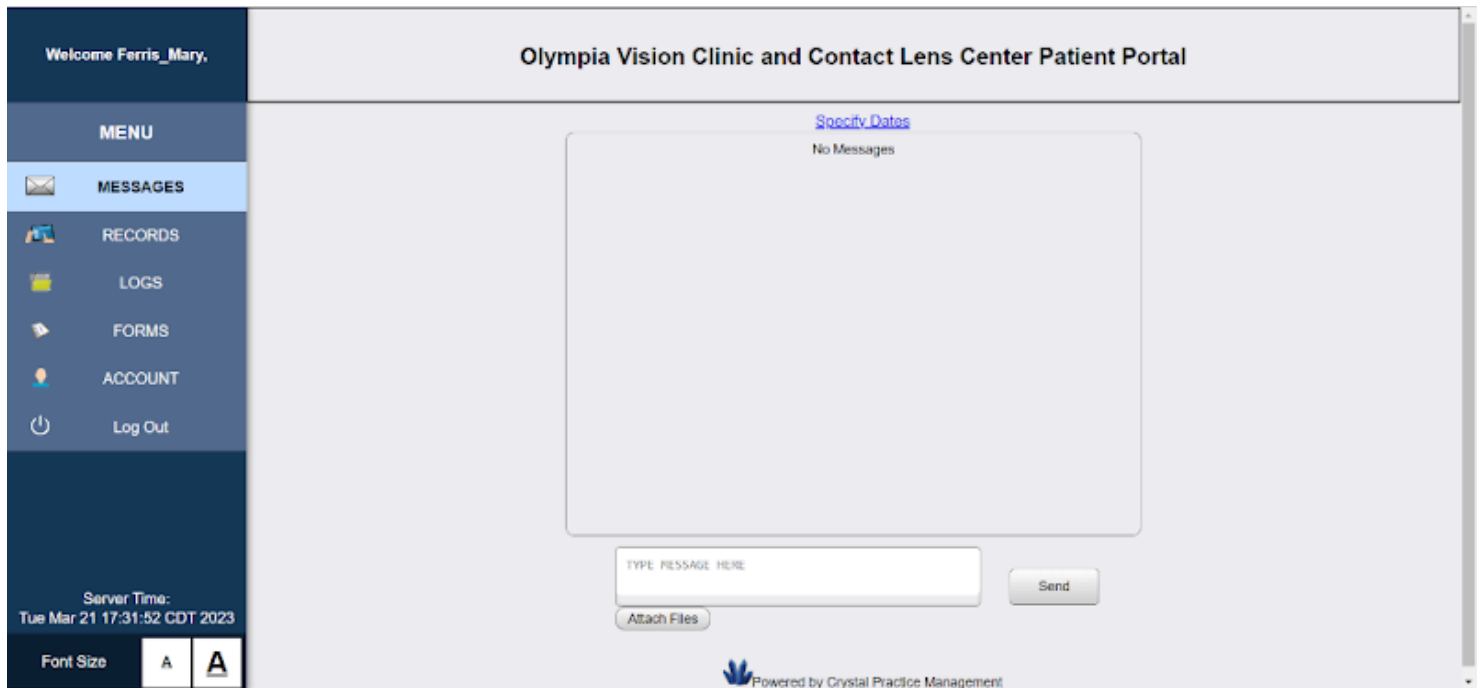 Welcome Ferris_Mary,
Olympia Vision Clinic and Contact Lens Center Patient Portal
MENU
MESSAGES
RECORDS
LOGS
FORMS
ACCOUNT
Log Out
Server Time:
Tue Mar 21 17:31:52 CDT 2023
Font Size A A
Specify Dates
No Messages
TYPE MESSAGE HERE
Send
Attach Files
Powered by Crystal Practice Management